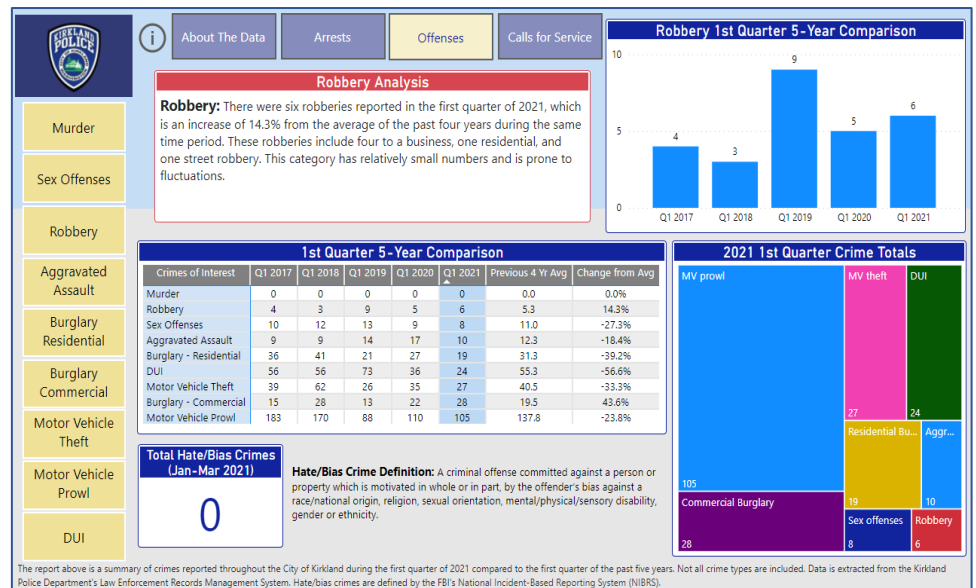 KIRKLAND
POLICE
i
About The Data
Arrests
Offenses
Calls for Service
Murder
Sex Offenses
Robbery
Aggravated
Assault
Burglary
Residential
Burglary
Commercial
Motor Vehicle
Theft
Motor Vehicle
Prowl
DUI
Robbery Analysis
Robbery: There were six robberies reported in the first quarter of 2021, which
is an increase of 14.3% from the average of the past four years during the same
time period. These robberies include four to a business, one residential, and
one street robbery. This category has relatively small numbers and is prone to
fluctuations.
Robbery 1st Quarter 5-Year Comparison
10
5
0
4
3
9
5
6
Q1 2017 Q1 2018 Q1 2019 Q1 2020 Q1 2021
1st Quarter 5-Year Comparison
Crimes of Interest Q1 2017 Q1 2018 Q1 2019 Q1 2020 Q1 2021 Previous 4 Yr Avg Change from Avg
Murder 0 0 0 0 0 0.0 0.0%
Robbery 4 3 9 5 6 5.3 14.3%
Sex Offenses 10 12 13 9 8 11.0 -27.3%
Aggravated Assault 9 9 14 17 10 12.3 -18.4%
Burglary - Residential 36 41 21 27 19 31.3 -39.2%
DUI 56 56 73 36 24 55.3 -56.6%
Motor Vehicle Theft 39 62 26 35 27 40.5 -33.3%
Burglary - Commercial 15 28 13 22 28 19.5 43.6%
Motor Vehicle Prowl 183 170 88 110 105 137.8 -23.8%
2021 1st Quarter Crime Totals
MV prowl
105
Commercial Burglary
28
MV theft
27
DUI
24
Residential Bu...
19
Aggr...
10
Sex offenses
8
Robbery
6
Total Hate/Bias Crimes
(Jan-Mar 2021)
0
Hate/Bias Crime Definition: A criminal offense committed against a person or
property which is motivated in whole or in part, by the offender's bias against a
race/national origin, religion, sexual orientation, mental/physical/sensory disability,
gender or ethnicity.
The report above is a summary of crimes reported throughout the City of Kirkland during the first quarter of 2021 compared to the first quarter of the past five years. Not all crime types are included. Data is extracted from the Kirkland
Police Department's Law Enforcement Records Management System. Hate/bias crimes are defined by the FBI's National Incident-Based Reporting System (NIBRS).